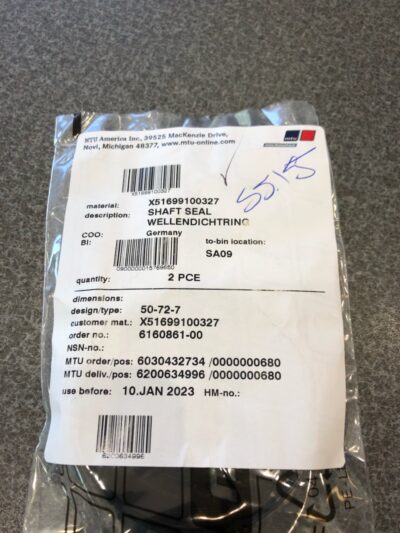 MTU America Inc, 39525 MacKenzie Drive,
Novi, Michigan 48377, www.mtu-online.com
mtu
X51699100327
55.15
material: X51699100327
description: SHAFT SEAL
WELLENDICHTRING
COO: Germany
BI: to-bin location:
SA09
quantity: 2 PCE
dimensions:
design/type: 50-72-7
customer mat.: X51699100327
order no.: 6160861-00
NSN-no.:
MTU order/pos: 6030432734 /0000000680
MTU deliv./pos: 6200634996 /0000000680
use before: 10.JAN 2023 HM-no.:
6200634996